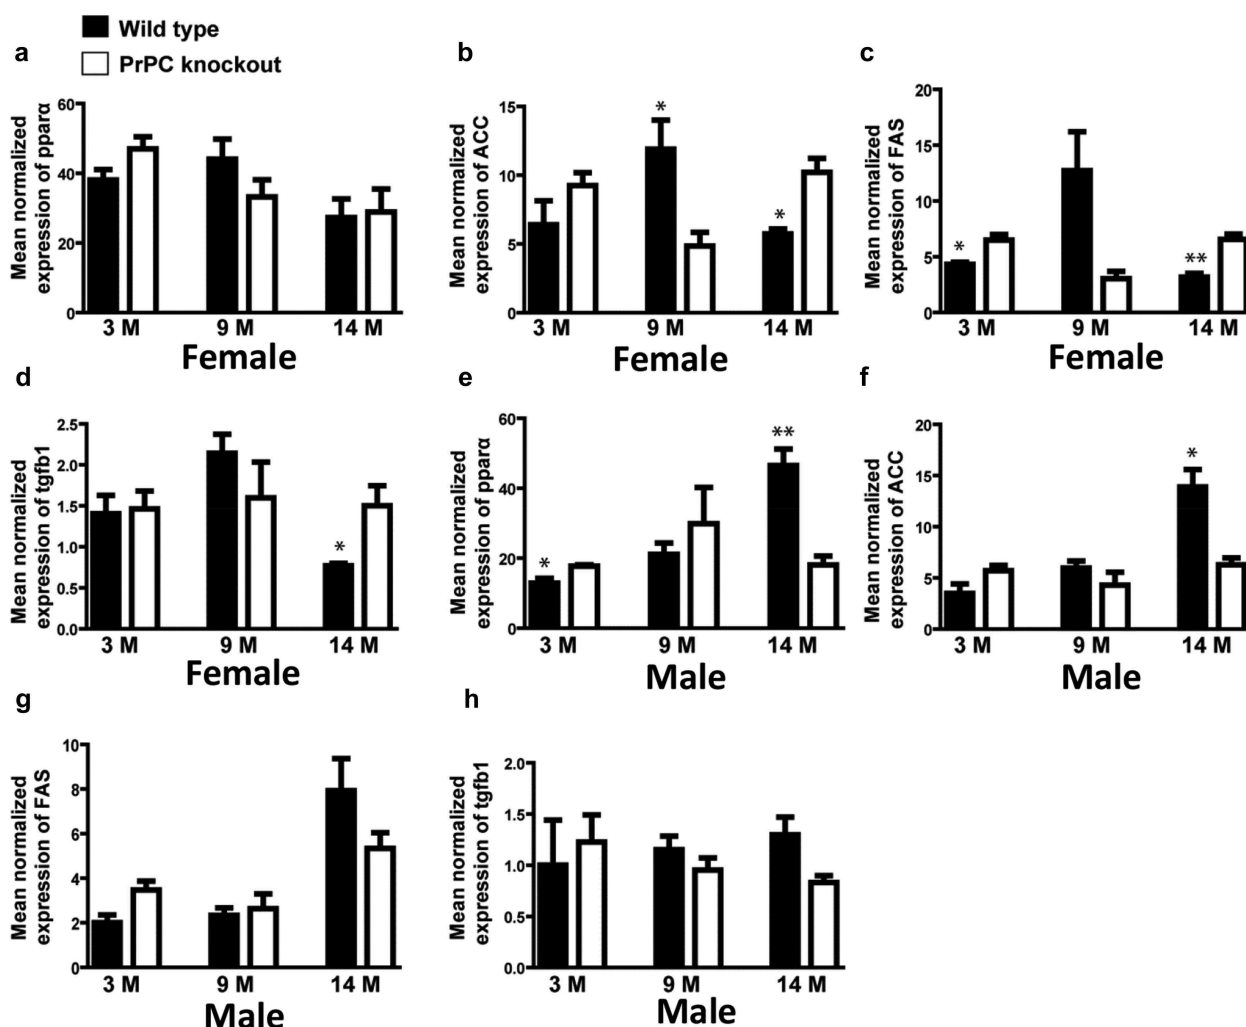 Wild type
PrPC knockout
a
Mean normalized
expression of pparα
60
40
20
0
3 M
9 M
14 M
Female
b
Mean normalized
expression of ACC
15
10
5
0
*
*
3 M
9 M
14 M
Female
c
Mean normalized
expression of FAS
20
15
10
5
0
*
**
3 M
9 M
14 M
Female
d
Mean normalized
expression of tgfb1
2.5
2.0
1.5
1.0
0.5
0.0
*
3 M
9 M
14 M
Female
e
Mean normalized
expression of pparα
60
40
20
0
*
**
3 M
9 M
14 M
Male
f
Mean normalized
expression of ACC
20
15
10
5
0
*
3 M
9 M
14 M
Male
g
Mean normalized
expression of FAS
10
8
6
4
2
0
3 M
9 M
14 M
Male
h
Mean normalized
expression of tgfb1
2.0
1.5
1.0
0.5
0.0
3 M
9 M
14 M
Male